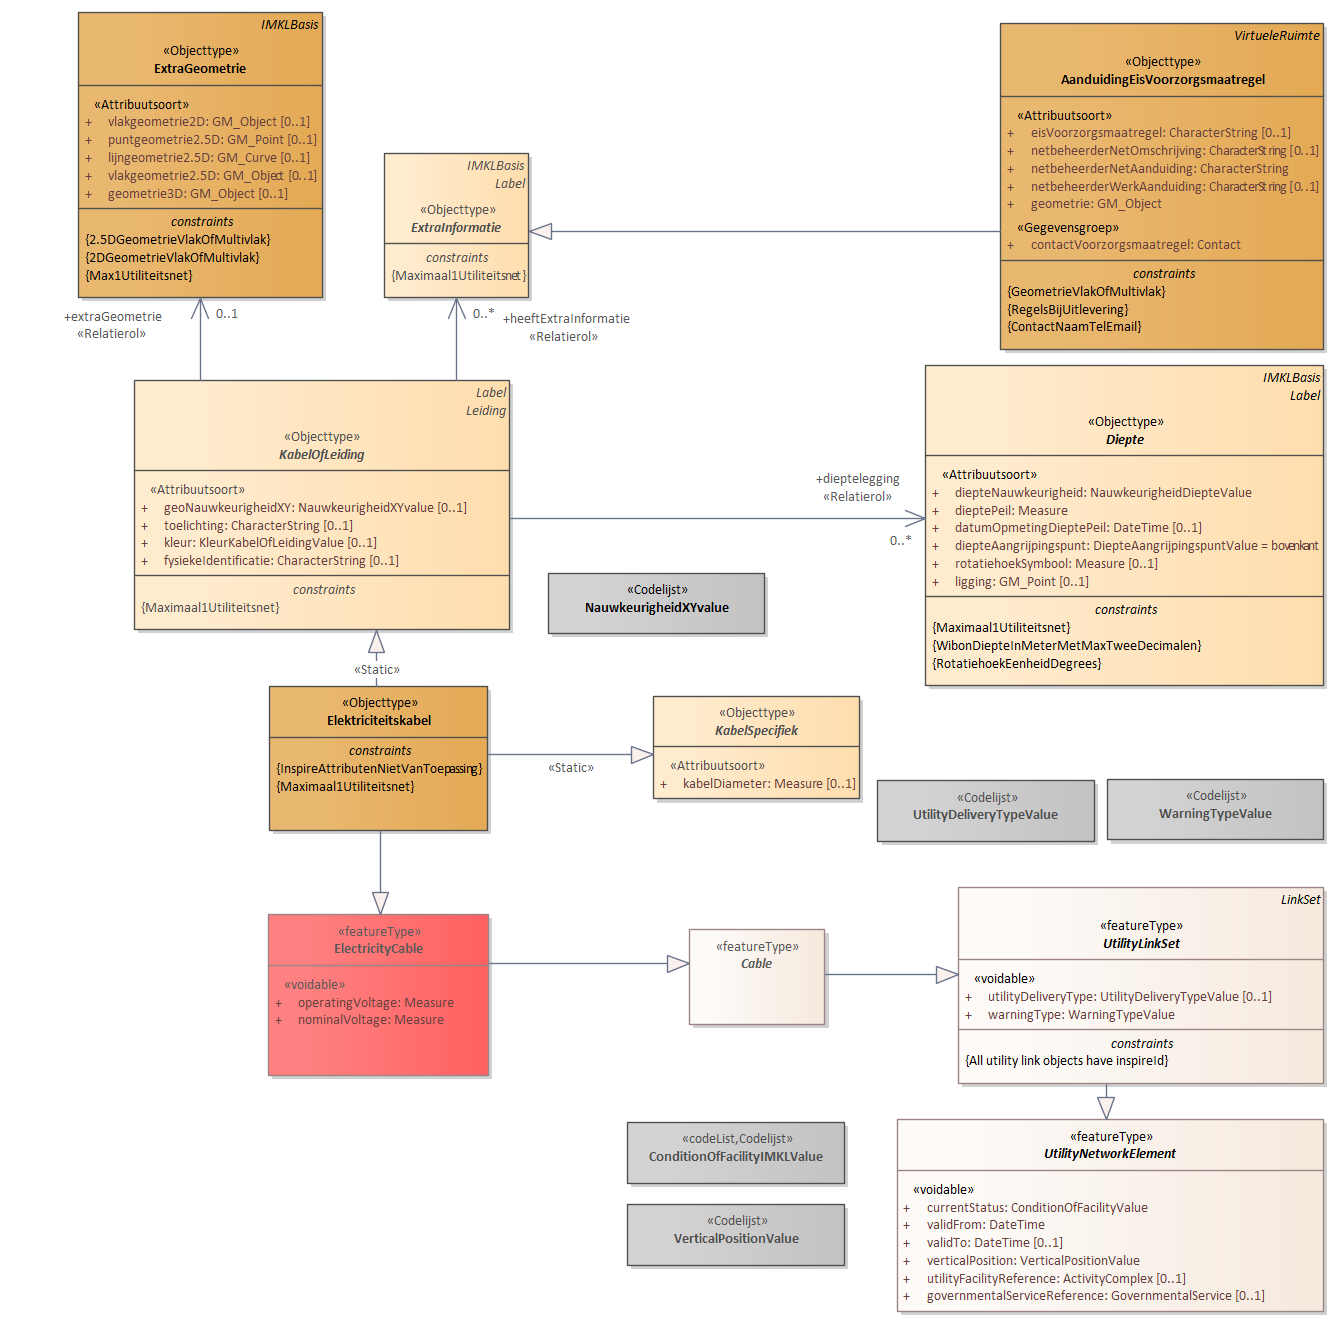 IMKLBasis
«Objecttype»
ExtraGeometrie
«Attribuutsoort»
+ vlakgeometrie2D: GM_Object [0..1]
+ puntgeometrie2.5D: GM_Point [0..1]
+ lijngeometrie2.5D: GM_Curve [0..1]
+ vlakgeometrie2.5D: GM_Object [0..1]
+ geometrie3D: GM_Object [0..1]
constraints
{2.5DGeometrieVlakOfMultivlak}
{2DGeometrieVlakOfMultivlak}
{Max1Utiliteitsnet}
IMKLBasis
Label
«Objecttype»
ExtraInformatie
constraints
{Maximaal1Utiliteitsnet}
VirtueleRuimte
«Objecttype»
AanduidingEisVoorzorgsmaatregel
«Attribuutsoort»
+ eisVoorzorgsmaatregel: CharacterString [0..1]
+ netbeheerderNetOmschrijving: CharacterString [0..1]
+ netbeheerderNetAanduiding: CharacterString
+ netbeheerderWerkAanduiding: CharacterString [0..1]
+ geometrie: GM_Object
«Gegevensgroep»
+ contactVoorzorgsmaatregel: Contact
constraints
{GeometrieVlakOfMultivlak}
{RegelsBijUitlevering}
{ContactNaamTelEmail}
+extraGeometrie
«Relatierol»
0..1
0..*
+heeftExtraInformatie
«Relatierol»
Label
Leiding
«Objecttype»
KabelOfLeiding
«Attribuutsoort»
+ geoNauwkeurigheidXY: NauwkeurigheidXYvalue [0..1]
+ toelichting: CharacterString [0..1]
+ kleur: KleurKabelOfLeidingValue [0..1]
+ fysiekeIdentificatie: CharacterString [0..1]
constraints
{Maximaal1Utiliteitsnet}
+dieptelegging
«Relatierol»
0..*
IMKLBasis
Label
«Objecttype»
Diepte
«Attribuutsoort»
+ diepteNauwkeurigheid: NauwkeurigheidDiepteValue
+ dieptePeil: Measure
+ datumOpmetingDieptePeil: DateTime [0..1]
+ diepteAangrijpingspunt: DiepteAangrijpingspuntValue = bovenkant
+ rotatiehoekSymbool: Measure [0..1]
+ ligging: GM_Point [0..1]
constraints
{Maximaal1Utiliteitsnet}
{WibonDiepteInMeterMetMaxTweeDecimalen}
{RotatiehoekEenheidDegrees}
«Codelijst»
NauwkeurigheidXYvalue
«Static»
«Objecttype»
Elektriciteitskabel
constraints
{InspireAttributenNietVanToepassing}
{Maximaal1Utiliteitsnet}
«Static»
«Objecttype»
KabelSpecifiek
«Attribuutsoort»
+ kabelDiameter: Measure [0..1]
«Codelijst»
UtilityDeliveryTypeValue
«Codelijst»
WarningTypeValue
«featureType»
ElectricityCable
«voidable»
+ operatingVoltage: Measure
+ nominalVoltage: Measure
«featureType»
Cable
LinkSet
«featureType»
UtilityLinkSet
«voidable»
+ utilityDeliveryType: UtilityDeliveryTypeValue [0..1]
+ warningType: WarningTypeValue
constraints
{All utility link objects have inspireId}
«codeList,Codelijst»
ConditionOfFacilityIMKLValue
«Codelijst»
VerticalPositionValue
«featureType»
UtilityNetworkElement
«voidable»
+ currentStatus: ConditionOfFacilityValue
+ validFrom: DateTime
+ validTo: DateTime [0..1]
+ verticalPosition: VerticalPositionValue
+ utilityFacilityReference: ActivityComplex [0..1]
+ governmentalServiceReference: GovernmentalService [0..1]